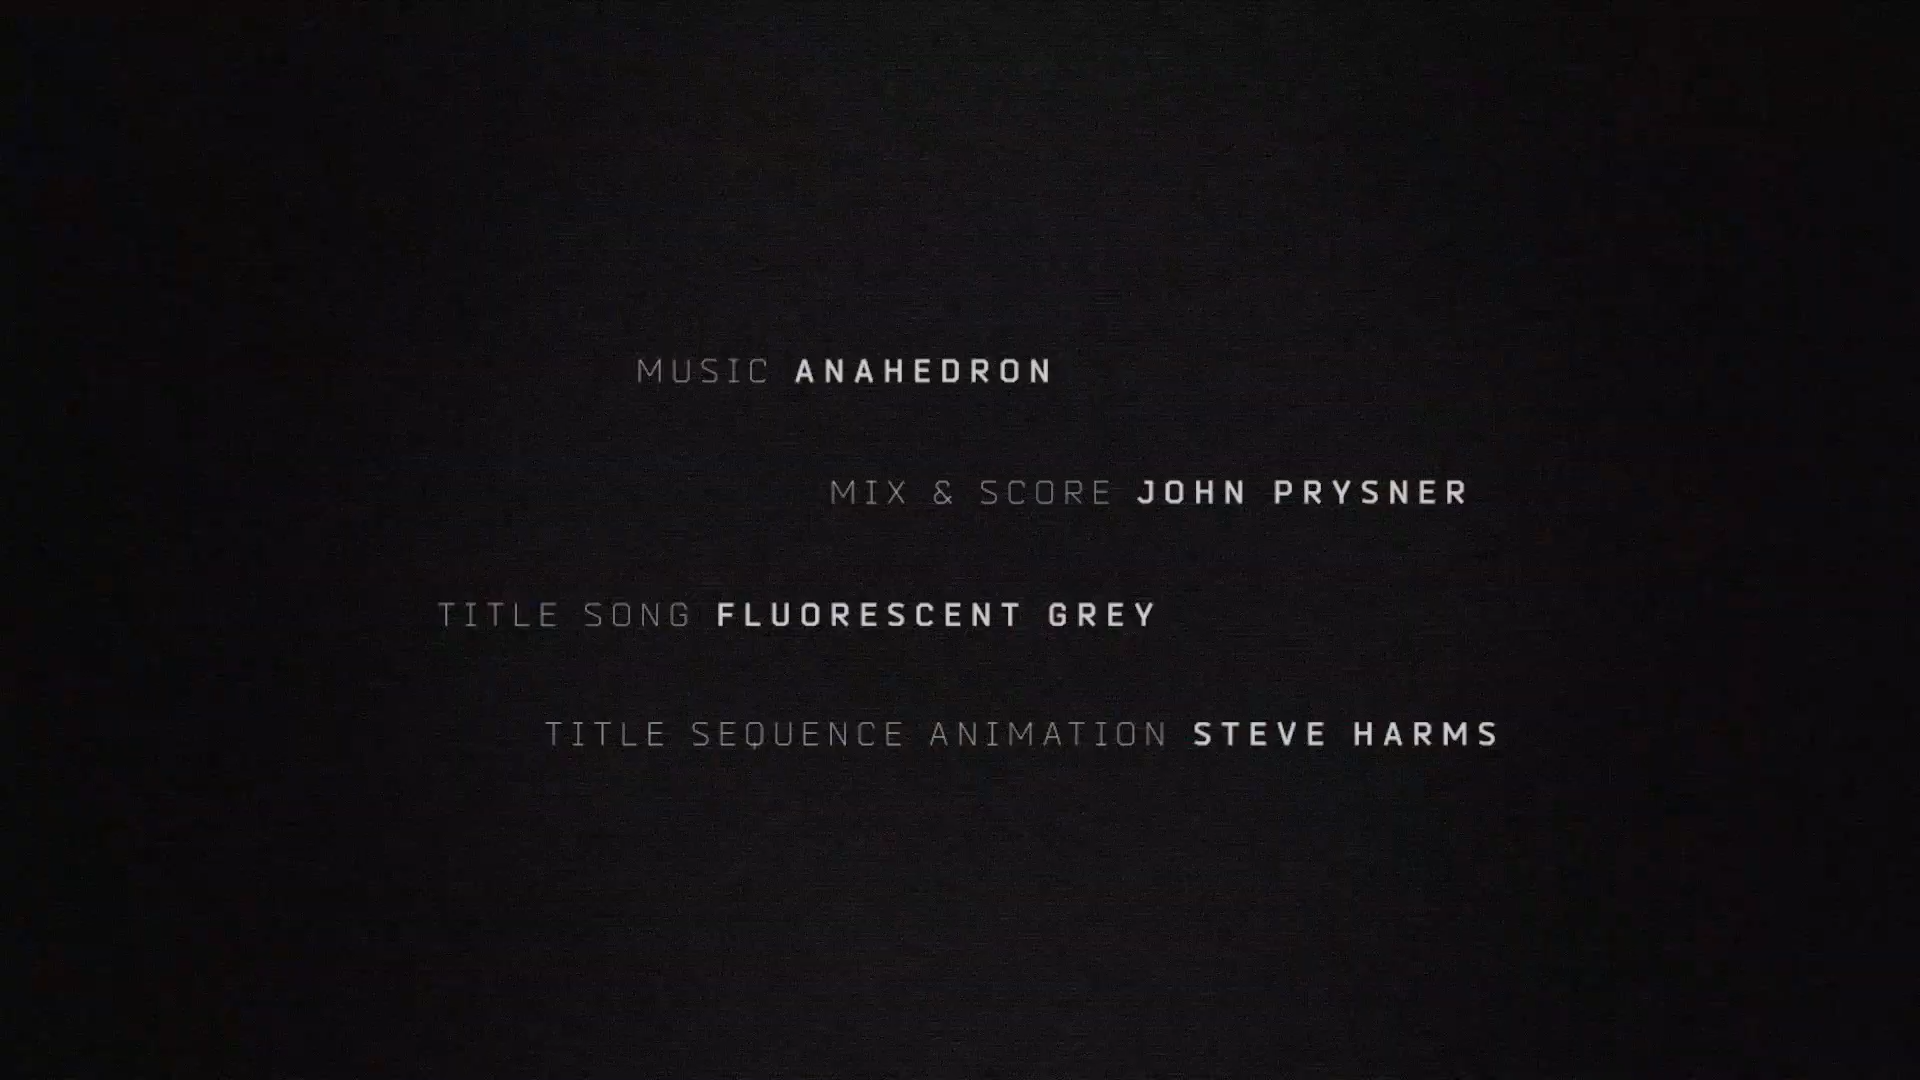 MUSIC ANAHEDRON
MIX & SCORE JOHN PRYSNER
TITLE SONG FLUORESCENT GREY
TITLE SEQUENCE ANIMATION STEVE HARMS